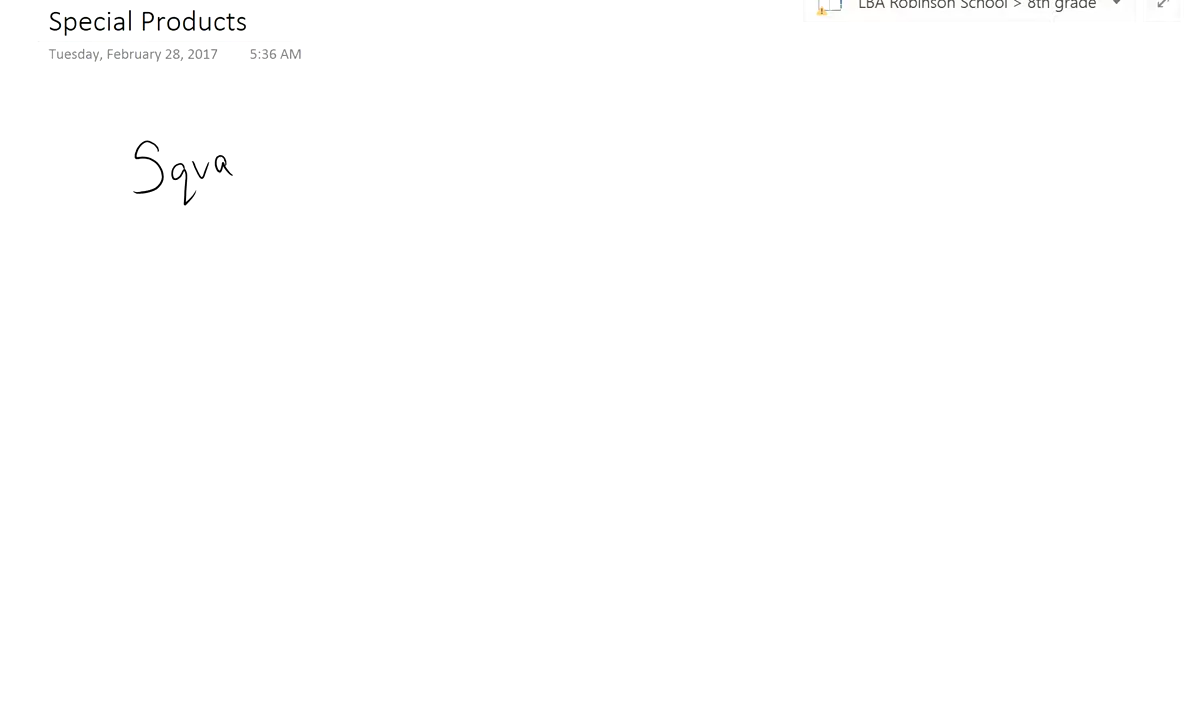 Special Products
LBA Robinson School > 8th grade
Tuesday, February 28, 2017 5:36 AM
Squa